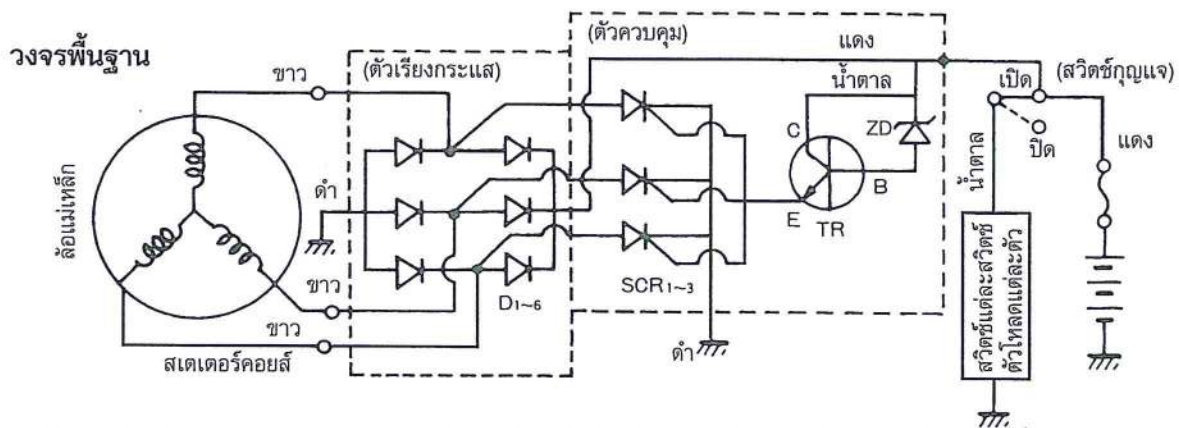 วงจรพื้นฐาน
ขาว
(ตัวเรียงกระแส)
(ตัวควบคุม)
แดง
น้ำตาล
(สวิตช์กุญแจ)
เปิด
ปิด
C
ZD
B
E
TR
แดง
น้ำตาล
ล้อแม่เหล็ก
ดำ
ขาว
ขาว
สเตเตอร์คอยส์
D1~6
SCR1~3
ดำ
สวิตช์แต่ละสวิตช์
ตัวโหลดแต่ละตัว